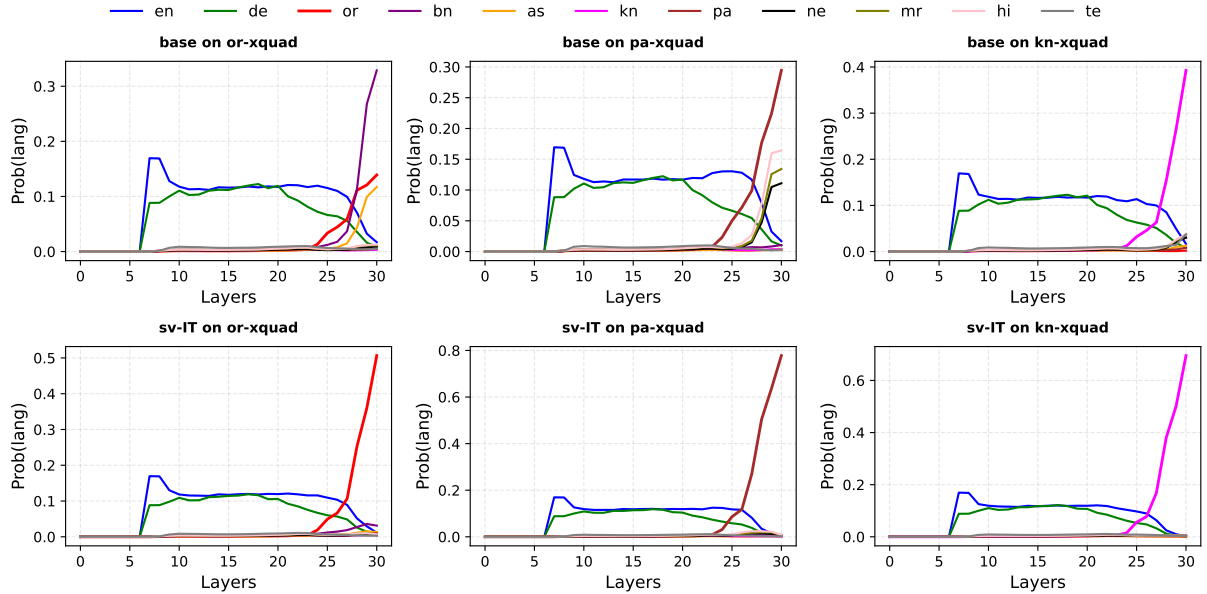 en de or bn as kn pa ne mr hi te
base on or-xquad
base on pa-xquad
base on kn-xquad
Prob(lang)
0.3
0.2
0.1
0.0
0 5 10 15 20 25 30
Layers
Prob(lang)
0.30
0.25
0.20
0.15
0.10
0.05
0.00
0 5 10 15 20 25 30
Layers
Prob(lang)
0.4
0.3
0.2
0.1
0.0
0 5 10 15 20 25 30
Layers
sv-IT on or-xquad
sv-IT on pa-xquad
sv-IT on kn-xquad
Prob(lang)
0.5
0.4
0.3
0.2
0.1
0.0
0 5 10 15 20 25 30
Layers
Prob(lang)
0.8
0.6
0.4
0.2
0.0
0 5 10 15 20 25 30
Layers
Prob(lang)
0.6
0.4
0.2
0.0
0 5 10 15 20 25 30
Layers